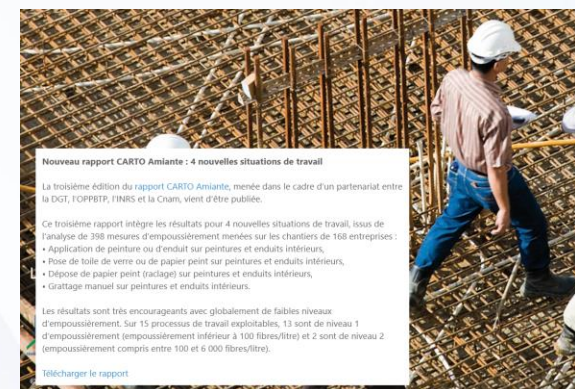 Nouveau rapport CARTO Amiante : 4 nouvelles situations de travail
La troisième édition du rapport CARTO Amiante, menée dans le cadre d'un partenariat entre
la DGT, l'OPPBTP, l'INRS et la Cnam, vient d'être publiée.
Ce troisième rapport intègre les résultats pour 4 nouvelles situations de travail, issus de
l'analyse de 398 mesures d'empoussièrement menées sur les chantiers de 168 entreprises :
• Application de peinture ou d'enduit sur peintures et enduits intérieurs,
• Pose de toile de verre ou de papier peint sur peintures et enduits intérieurs,
• Dépose de papier peint (raclage) sur peintures et enduits intérieurs,
• Grattage manuel sur peintures et enduits intérieurs.
Les résultats sont très encourageants avec globalement de faibles niveaux
d'empoussièrement. Sur 15 processus de travail exploitables, 13 sont de niveau 1
d'empoussièrement (empoussièrement inférieur à 100 fibres/litre) et 2 sont de niveau 2
(empoussièrement compris entre 100 et 6 000 fibres/litre).
Télécharger le rapport